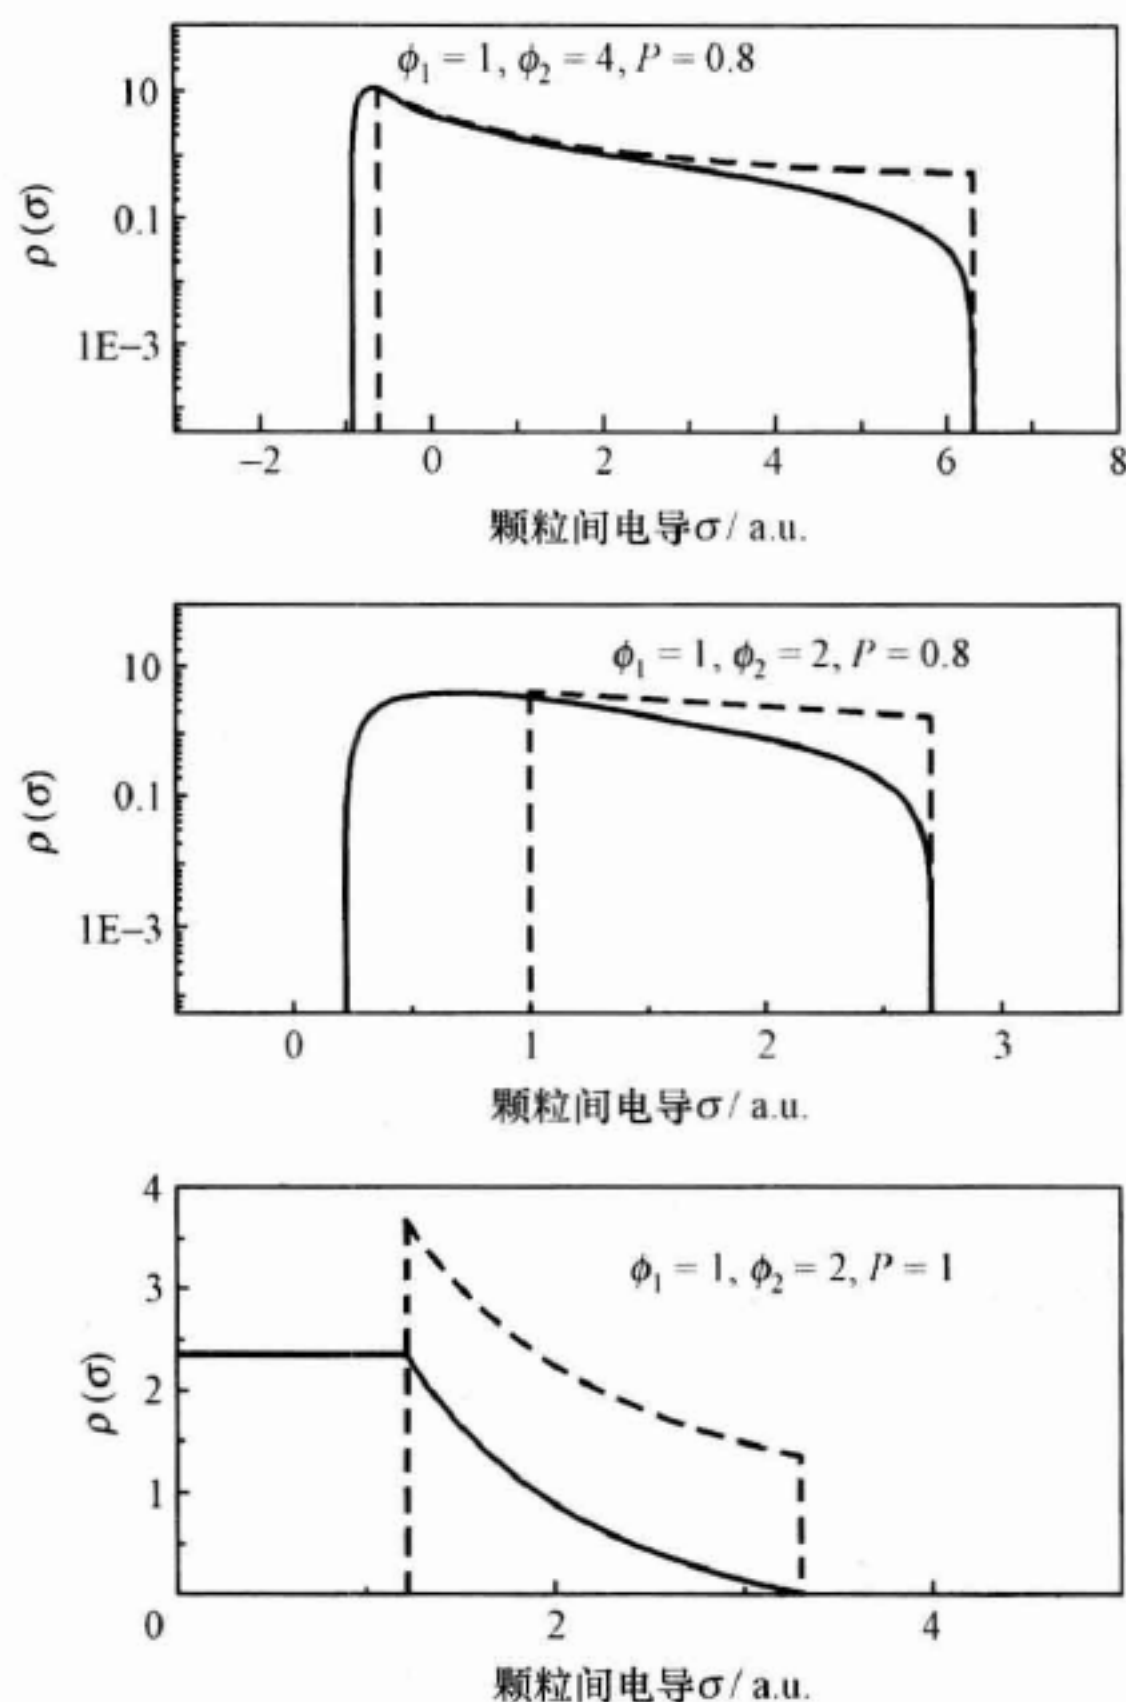 ϕ₁ = 1, ϕ₂ = 4, P = 0.8
10
0.1
1E−3
ρ(σ)
−2 0 2 4 6 8
颗粒间电导σ/ a.u.
ϕ₁ = 1, ϕ₂ = 2, P = 0.8
10
0.1
1E−3
ρ(σ)
0 1 2 3
颗粒间电导σ/ a.u.
4
ϕ₁ = 1, ϕ₂ = 2, P = 1
3
2
1
ρ(σ)
0 2 4
颗粒间电导σ/ a.u.